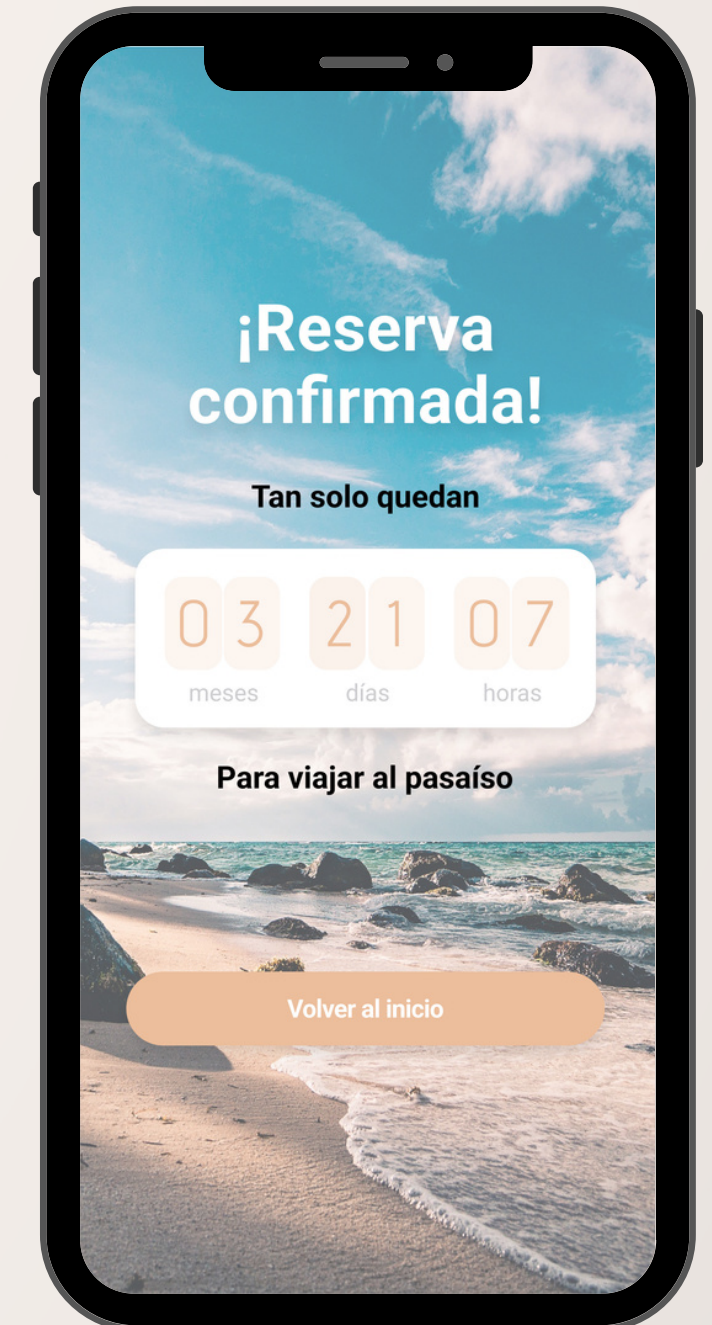 ¡Reserva
confirmada!
Tan solo quedan
03 21 07
meses días horas
Para viajar al pasaíso
Volver al inicio